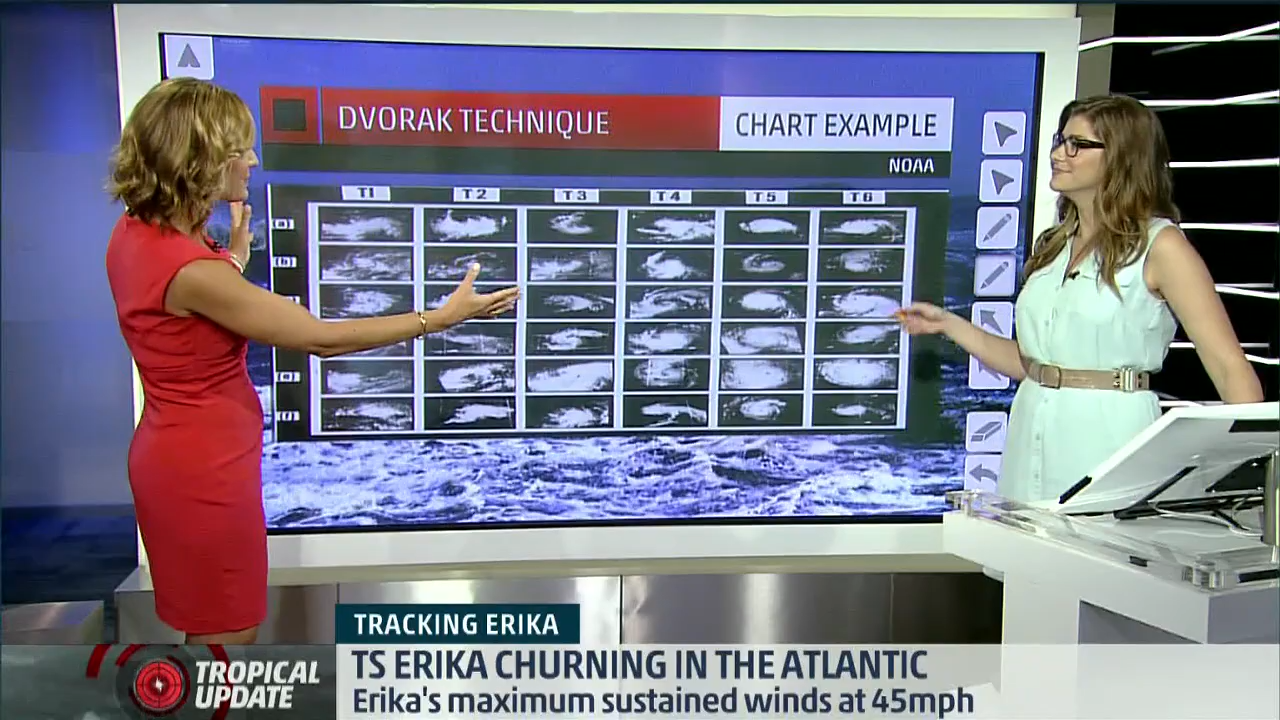 DVORAK TECHNIQUE
CHART EXAMPLE
NOAA
T1 T2 T3 T4 T5 T6
(a)
(b)
(e)
(f)
TRACKING ERIKA
TROPICAL
UPDATE
TS ERIKA CHURNING IN THE ATLANTIC
Erika's maximum sustained winds at 45mph